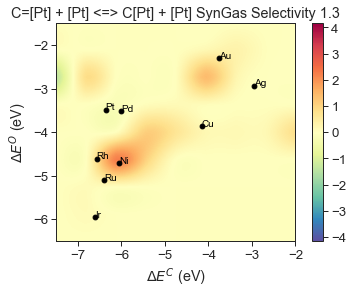 C=[Pt] + [Pt] <=> C[Pt] + [Pt] SynGas Selectivity 1.3
ΔE^O (eV)
−2
−3
−4
−5
−6
Au
Ag
Pt
Pd
Cu
Rh
Ni
Ru
Ir
4
3
2
1
0
−1
−2
−3
−4
−7
−6
−5
−4
−3
−2
ΔE^C (eV)